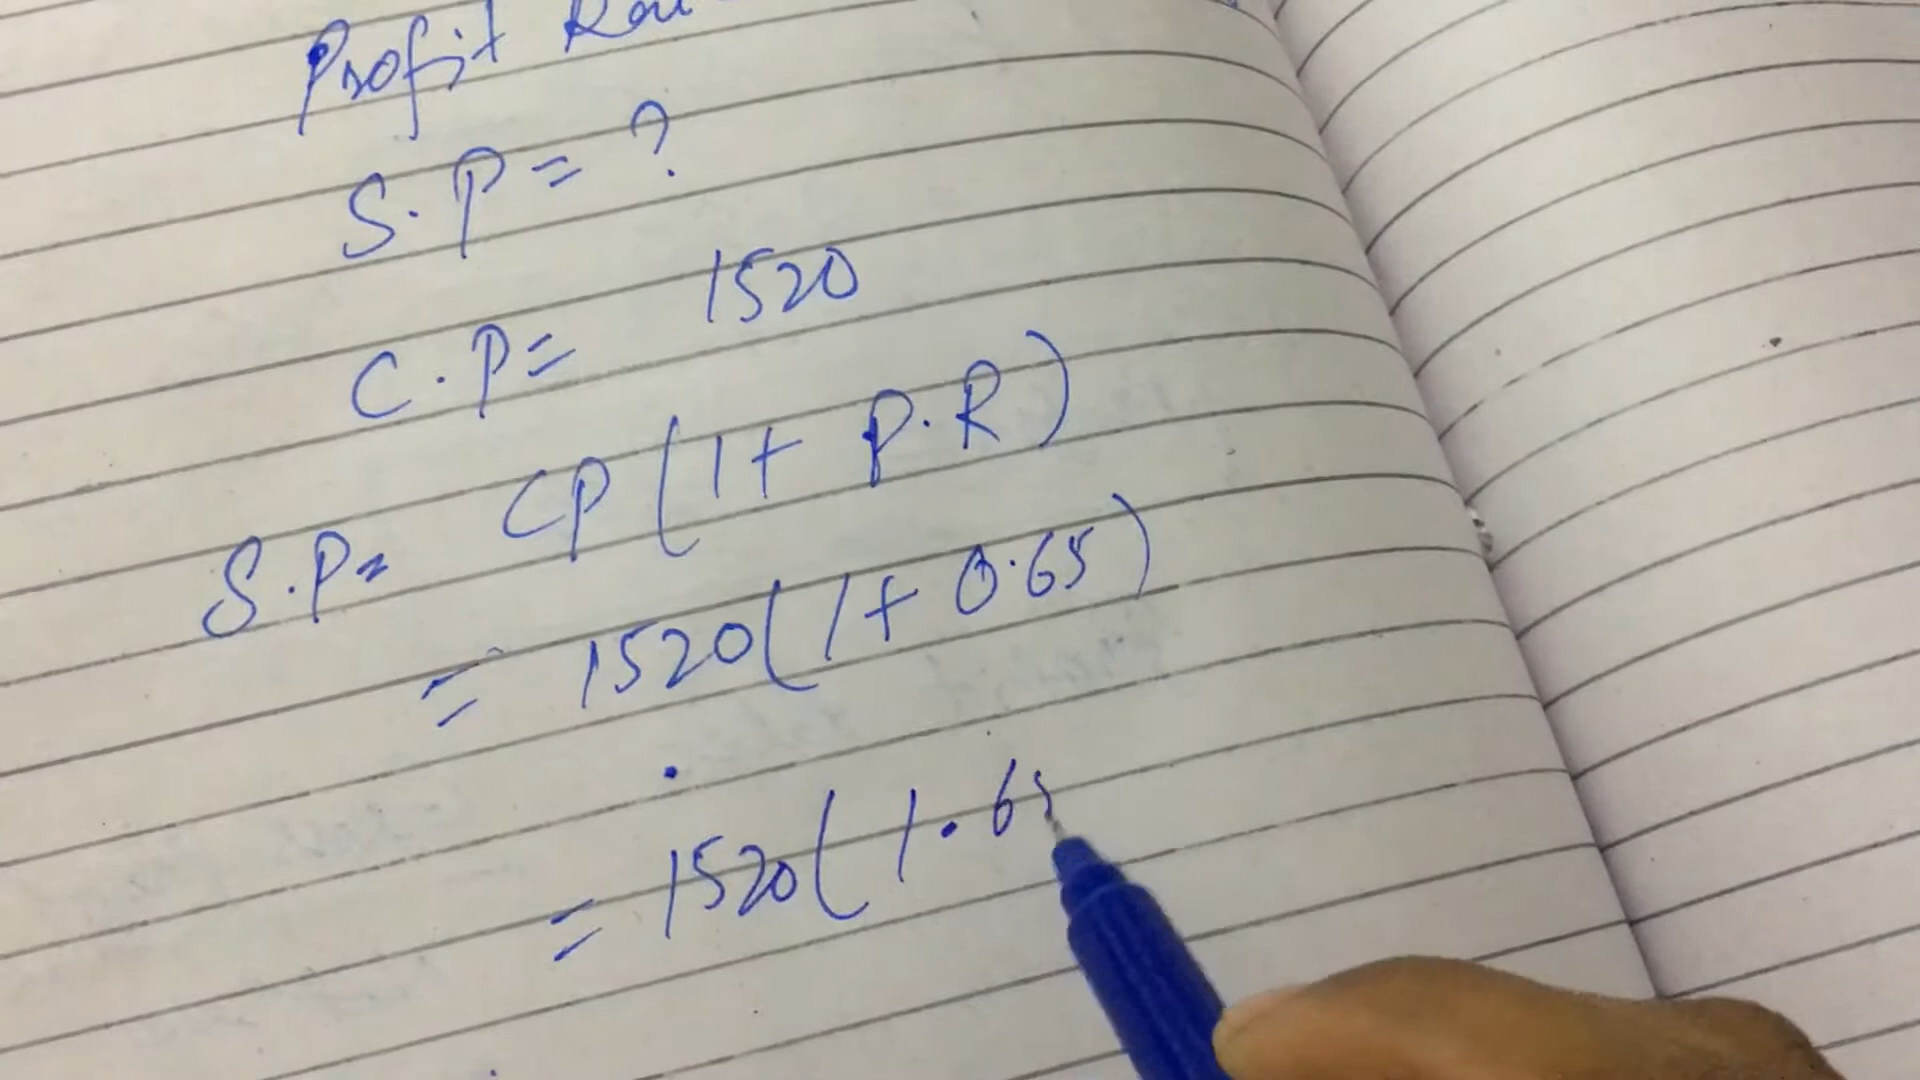 Profit
S.P = ?
C.P = 1520
S.P = CP (1 + P.R)
= 1520 (1 + 0.65)
= 1520 (1.65